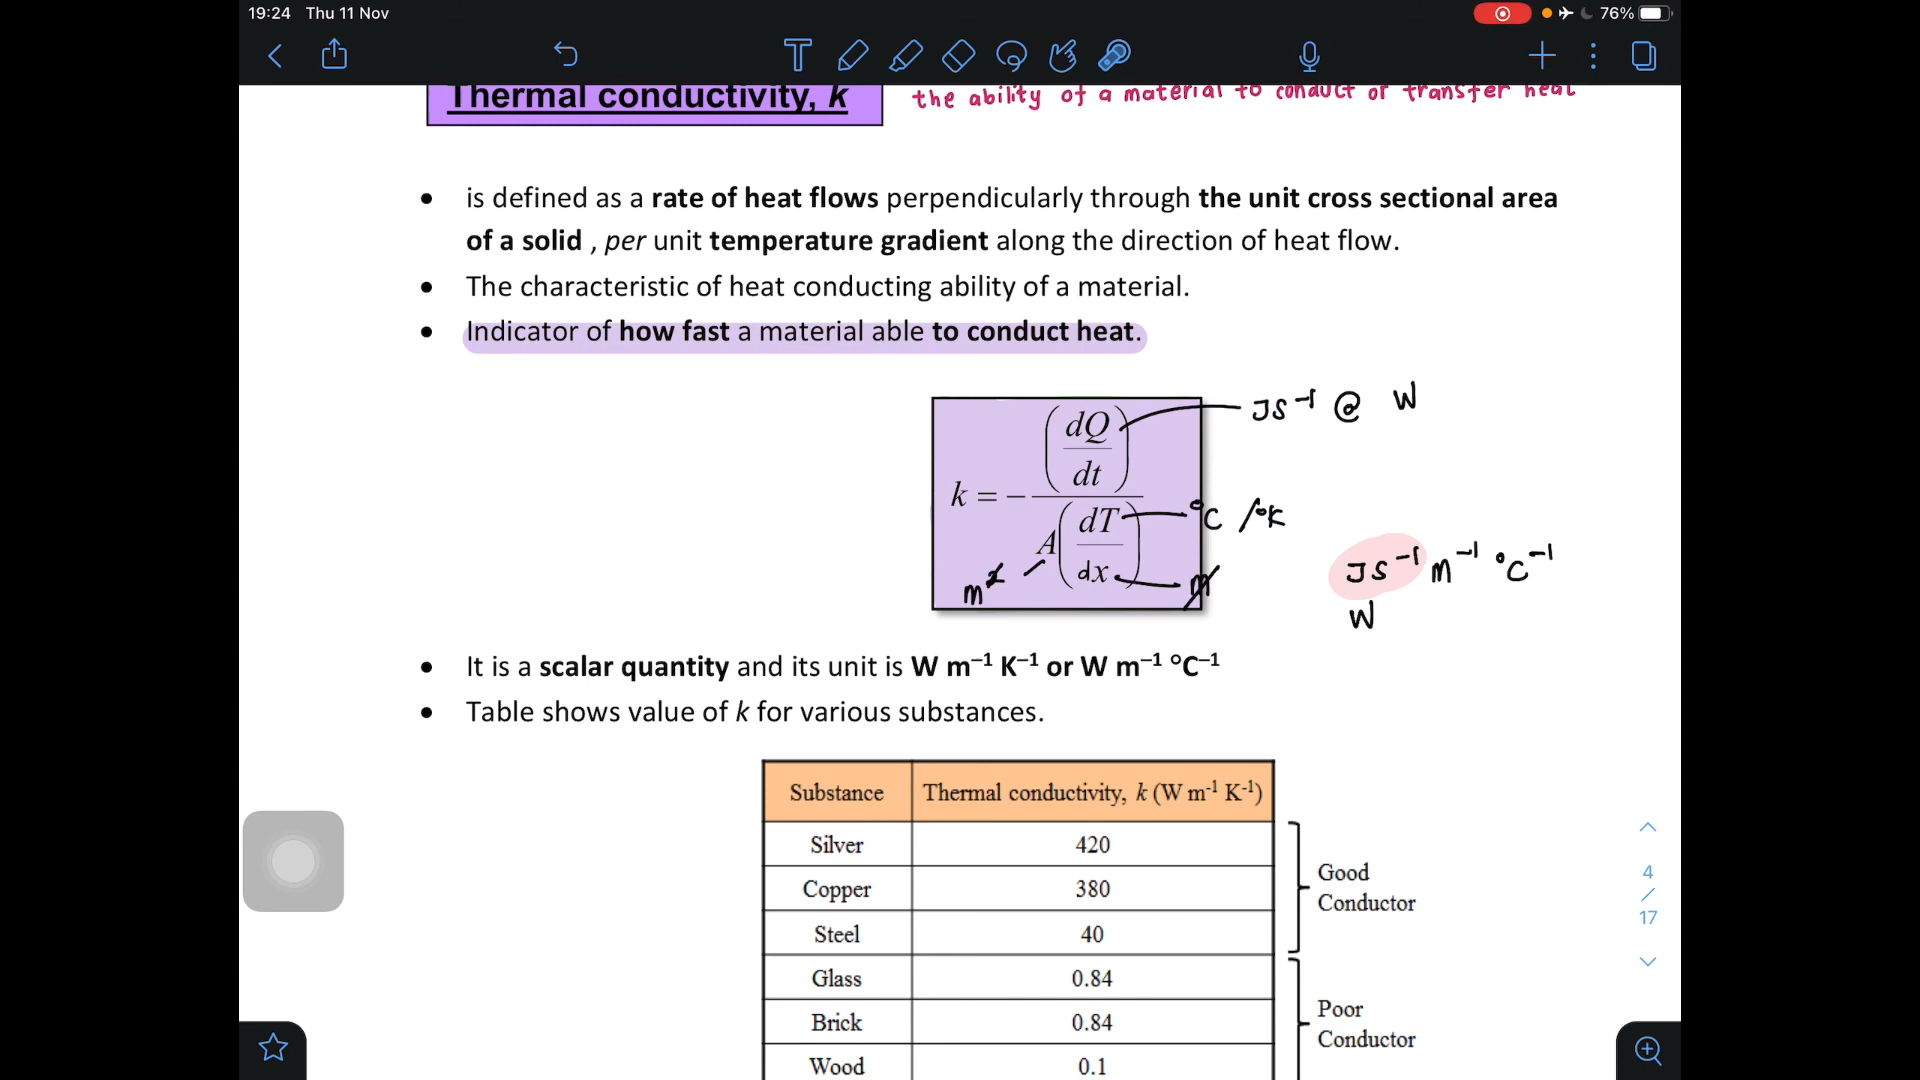 19:24 Thu 11 Nov
76%
Thermal conductivity, k
the ability of a material to conduct or transfer heat
• is defined as a rate of heat flows perpendicularly through the unit cross sectional area
of a solid , per unit temperature gradient along the direction of heat flow.
• The characteristic of heat conducting ability of a material.
• Indicator of how fast a material able to conduct heat.
k = − (dQ/dt) / A(dT/dx)
JS⁻¹ @ W
°C /°K
m²
m
JS⁻¹ m⁻¹ °C⁻¹
W
• It is a scalar quantity and its unit is W m⁻¹ K⁻¹ or W m⁻¹ °C⁻¹
• Table shows value of k for various substances.
Substance Thermal conductivity, k (W m⁻¹ K⁻¹)
Silver 420
Copper 380
Steel 40
Good
Conductor
Glass 0.84
Brick 0.84
Wood 0.1
Poor
Conductor
4
/
17